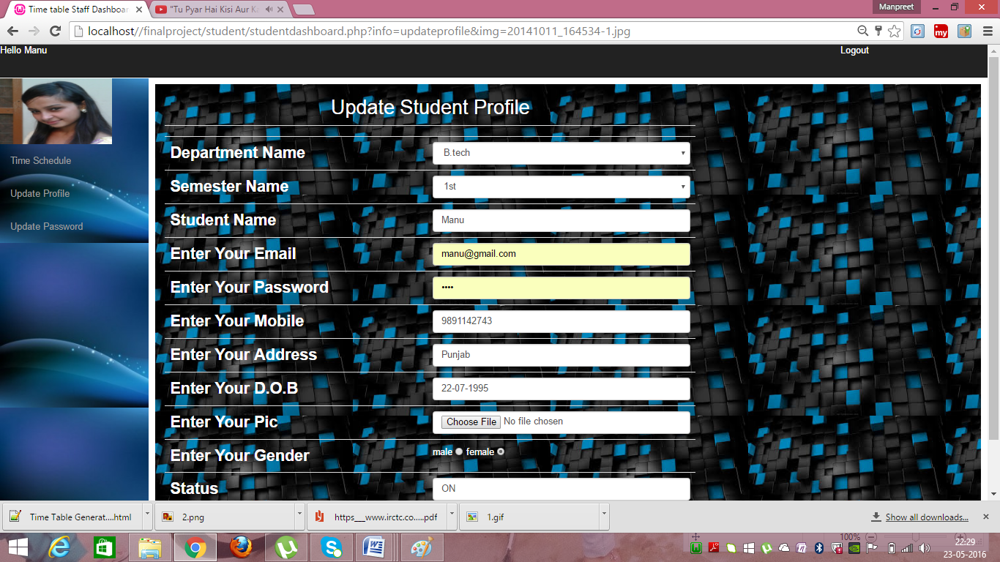 Time table Staff Dashboar
"Tu Pyar Hai Kisi Aur Ka
Manpreet
localhost//finalproject/student/studentdashboard.php?info=updateprofile&img=20141011_164534-1.jpg
my
Hello Manu
Logout
Time Schedule
Update Profile
Update Password
Update Student Profile
Department Name
B.tech
Semester Name
1st
Student Name
Manu
Enter Your Email
manu@gmail.com
Enter Your Password
••••
Enter Your Mobile
9891142743
Enter Your Address
Punjab
Enter Your D.O.B
22-07-1995
Enter Your Pic
Choose File No file chosen
Enter Your Gender
male female
Status
ON
Time Table Generat....html
2.png
https___www.irctc.co.....pdf
1.gif
Show all downloads...
100%
22:29
23-05-2016